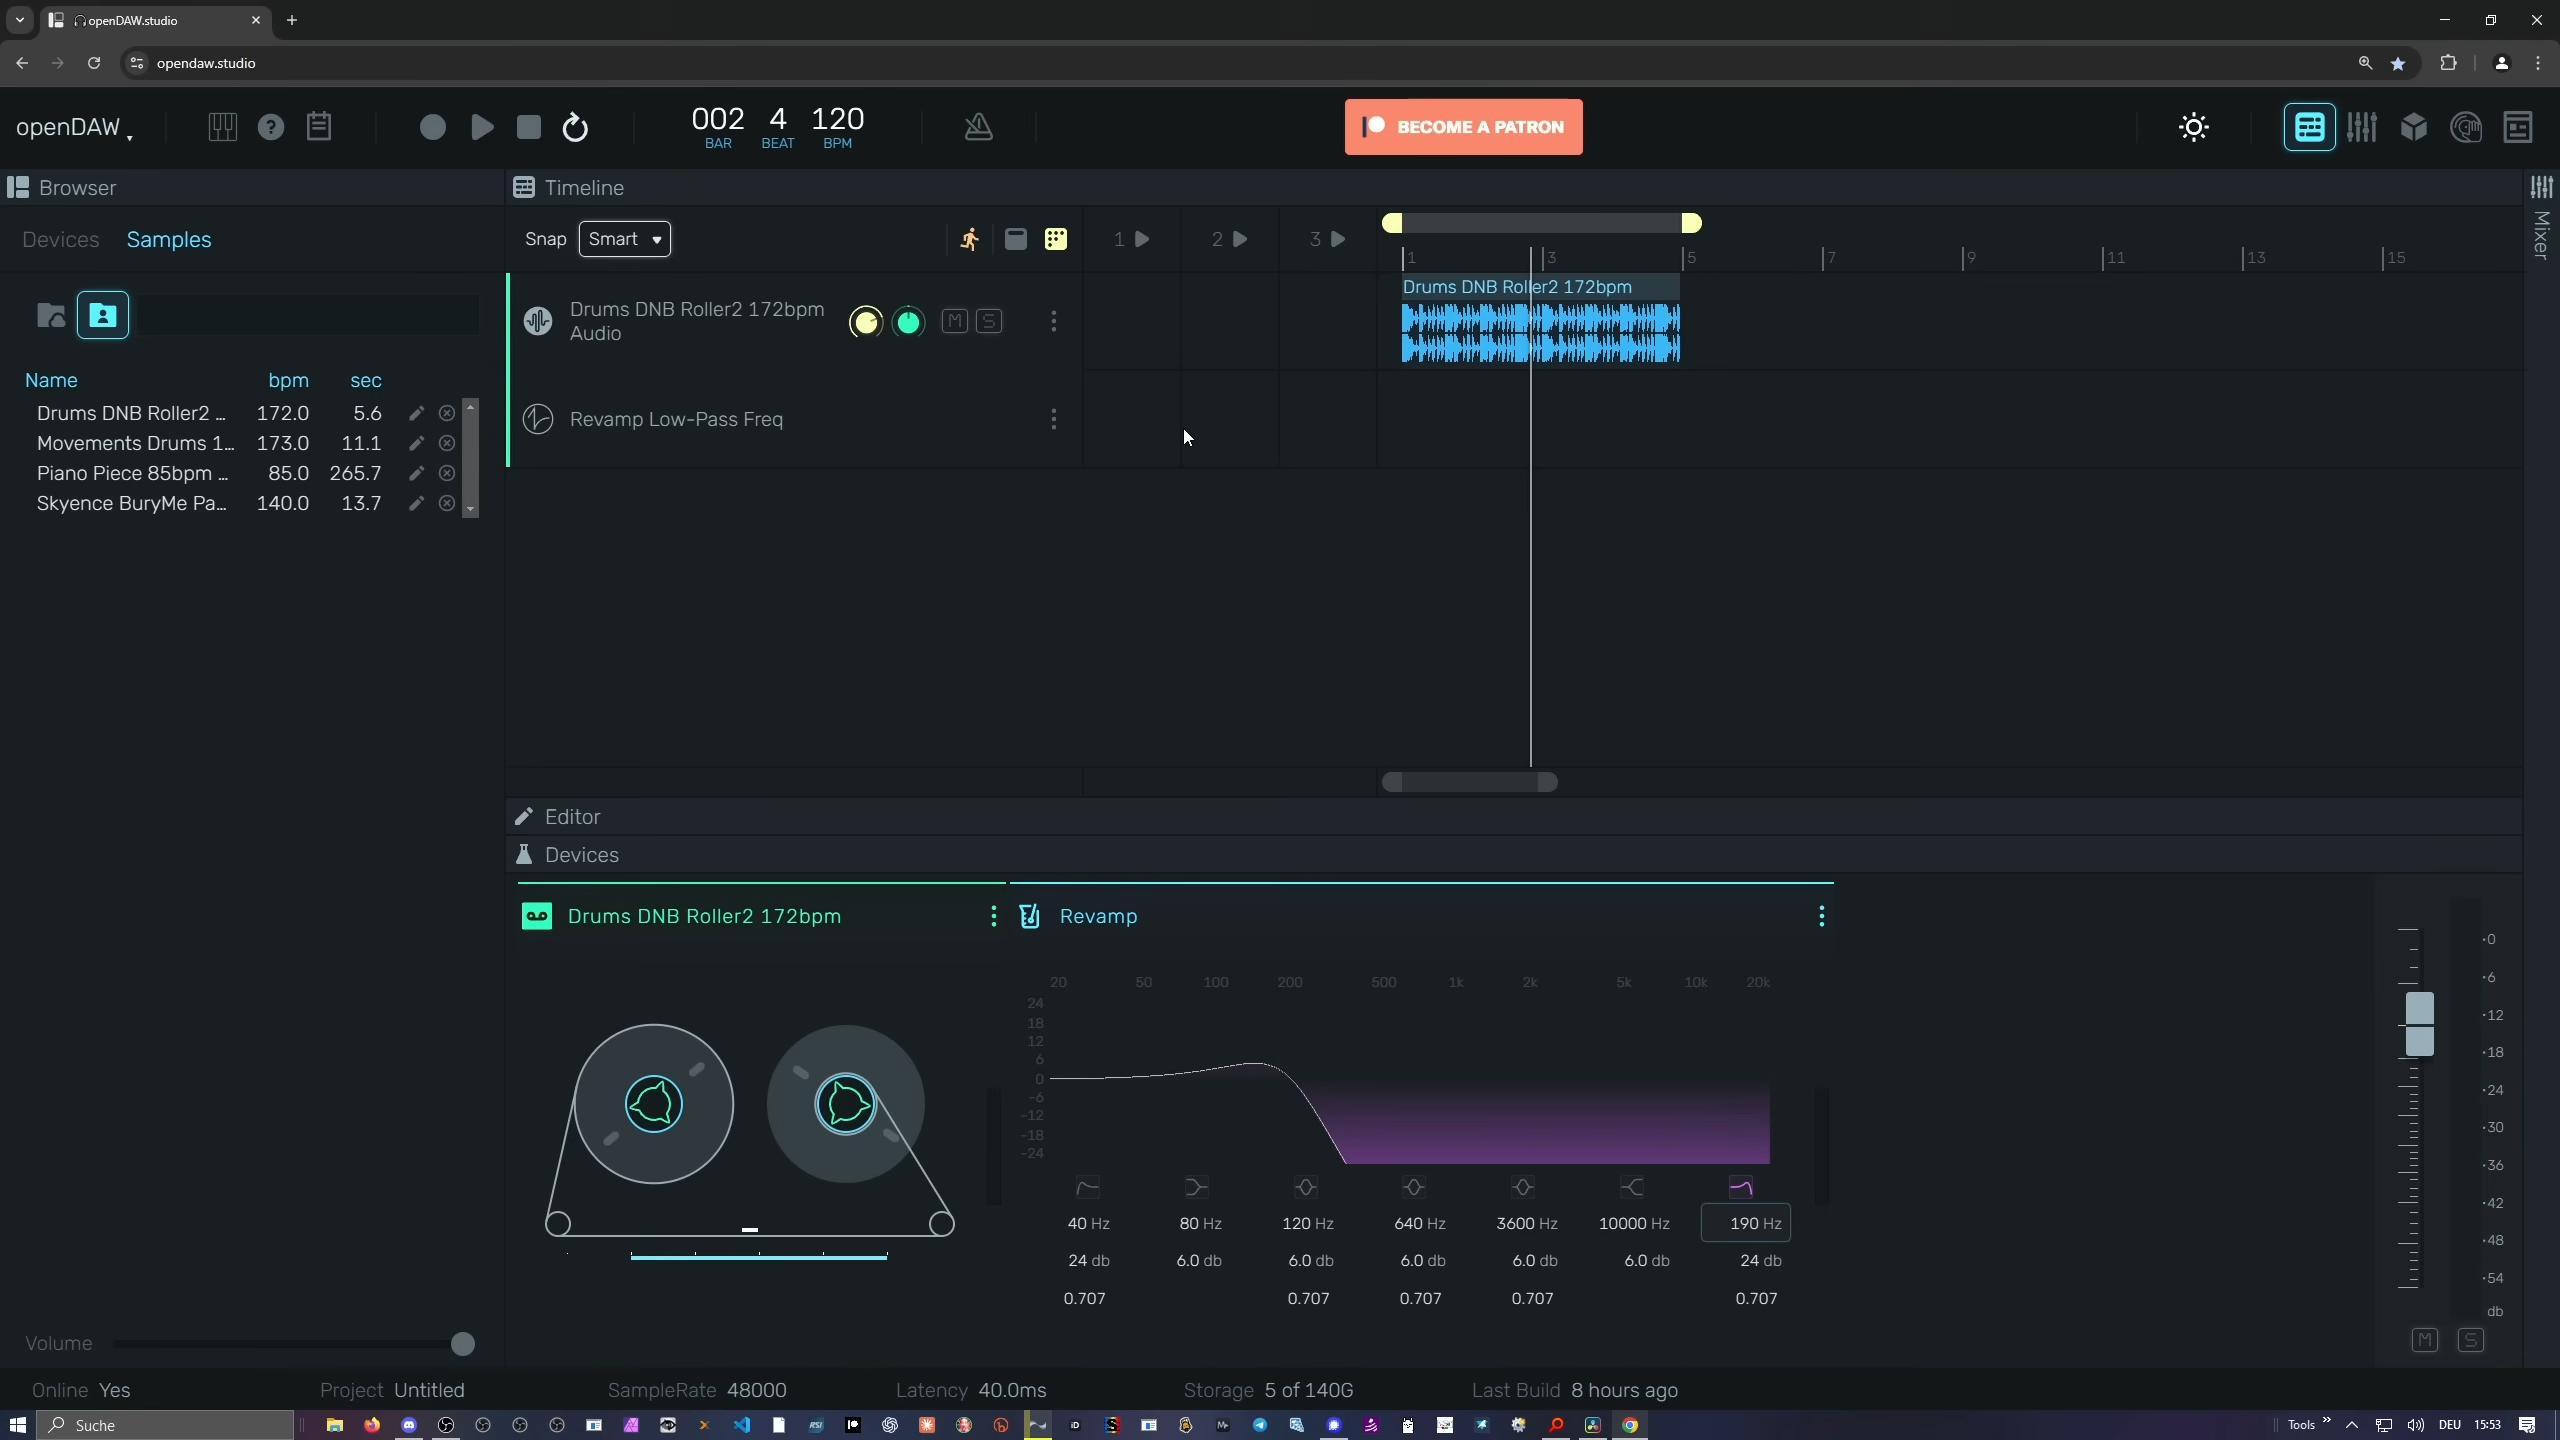 openDAW.studio
opendaw.studio
openDAW
002 4 120
BAR BEAT BPM
BECOME A PATRON
Browser
Timeline
Devices Samples
Snap Smart
1 2 3
1 3 5 7 9 11 13 15
Mixer
Drums DNB Roller2 172bpm
Audio
M S
Drums DNB Roller2 172bpm
Name bpm sec
Drums DNB Roller2 ... 172.0 5.6
Movements Drums 1... 173.0 11.1
Piano Piece 85bpm ... 85.0 265.7
Skyence BuryMe Pa... 140.0 13.7
Revamp Low-Pass Freq
Editor
Devices
Drums DNB Roller2 172bpm
Revamp
20 50 100 200 500 1k 2k 5k 10k 20k
24
18
12
6
0
-6
-12
-18
-24
40 Hz 80 Hz 120 Hz 640 Hz 3600 Hz 10000 Hz 190 Hz
24 db 6.0 db 6.0 db 6.0 db 6.0 db 6.0 db 24 db
0.707 0.707 0.707 0.707 0.707
0
6
12
18
24
30
36
42
48
54
db
M S
Volume
Online Yes Project Untitled SampleRate 48000 Latency 40.0ms Storage 5 of 140G Last Build 8 hours ago
Suche
Tools DEU 15:53